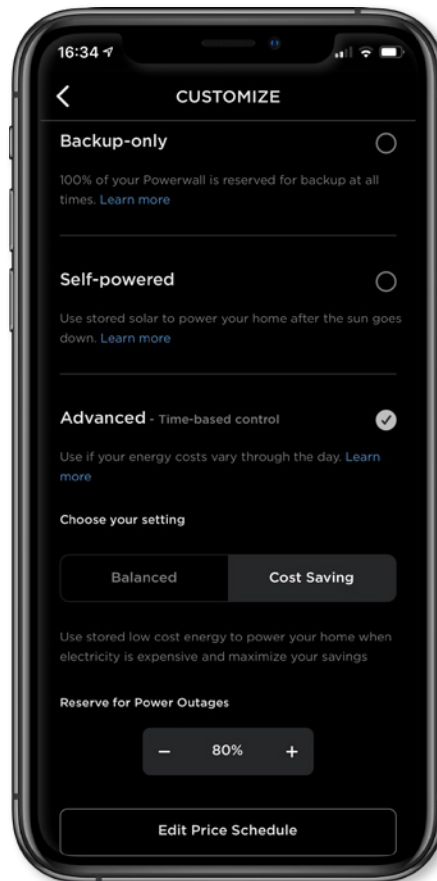 16:34
CUSTOMIZE
Backup-only
100% of your Powerwall is reserved for backup at all
times. Learn more
Self-powered
Use stored solar to power your home after the sun goes
down. Learn more
Advanced - Time-based control
Use if your energy costs vary through the day. Learn
more
Choose your setting
Balanced Cost Saving
Use stored low cost energy to power your home when
electricity is expensive and maximize your savings
Reserve for Power Outages
− 80% +
Edit Price Schedule